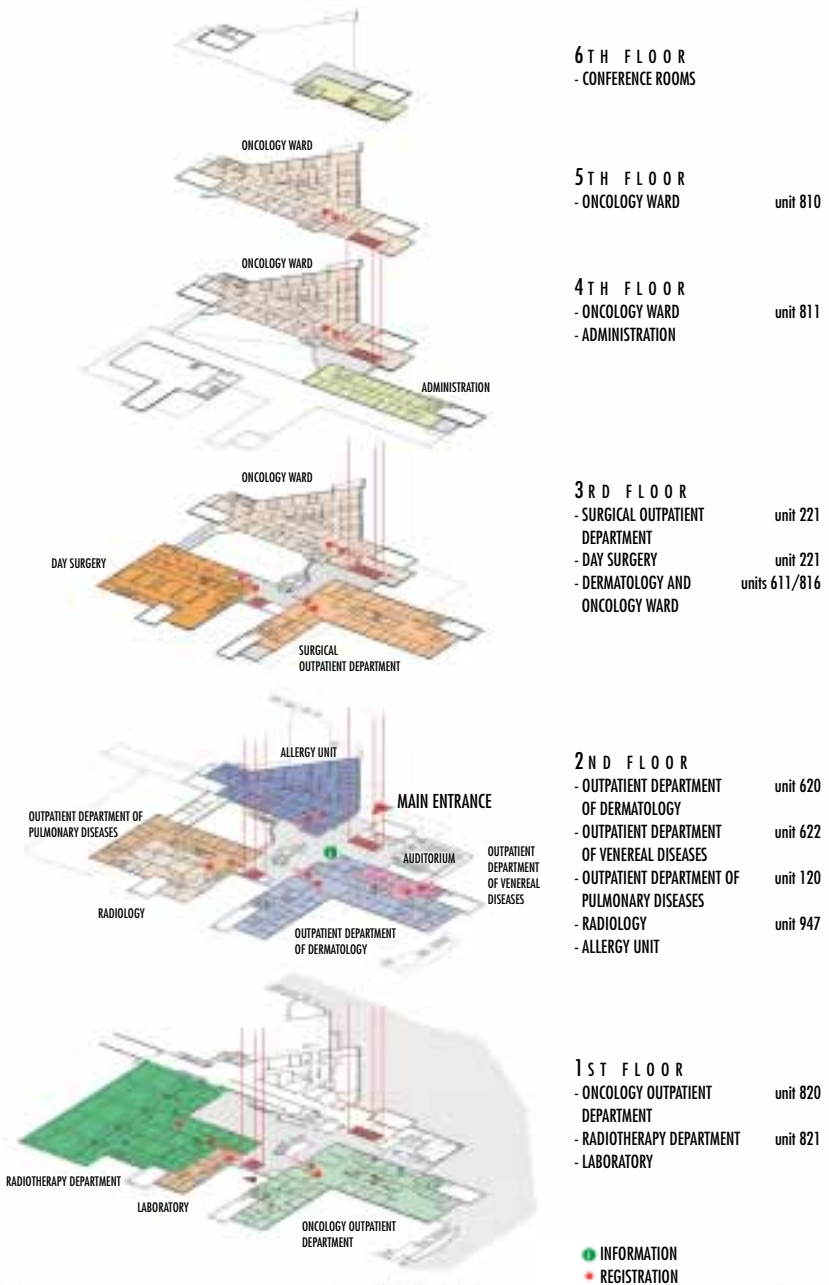 6TH FLOOR
- CONFERENCE ROOMS
ONCOLOGY WARD
5TH FLOOR
- ONCOLOGY WARD unit 810
ONCOLOGY WARD
4TH FLOOR
- ONCOLOGY WARD unit 811
- ADMINISTRATION
ADMINISTRATION
ONCOLOGY WARD
DAY SURGERY
SURGICAL
OUTPATIENT DEPARTMENT
3RD FLOOR
- SURGICAL OUTPATIENT unit 221
DEPARTMENT
- DAY SURGERY unit 221
- DERMATOLOGY AND units 611/816
ONCOLOGY WARD
ALLERGY UNIT
MAIN ENTRANCE
OUTPATIENT DEPARTMENT OF
PULMONARY DISEASES
AUDITORIUM
OUTPATIENT
DEPARTMENT
OF VENEREAL
DISEASES
RADIOLOGY
OUTPATIENT DEPARTMENT
OF DERMATOLOGY
2ND FLOOR
- OUTPATIENT DEPARTMENT unit 620
OF DERMATOLOGY
- OUTPATIENT DEPARTMENT unit 622
OF VENEREAL DISEASES
- OUTPATIENT DEPARTMENT OF unit 120
PULMONARY DISEASES
- RADIOLOGY unit 947
- ALLERGY UNIT
RADIOTHERAPY DEPARTMENT
LABORATORY
ONCOLOGY OUTPATIENT
DEPARTMENT
1ST FLOOR
- ONCOLOGY OUTPATIENT unit 820
DEPARTMENT
- RADIOTHERAPY DEPARTMENT unit 821
- LABORATORY
i INFORMATION
REGISTRATION